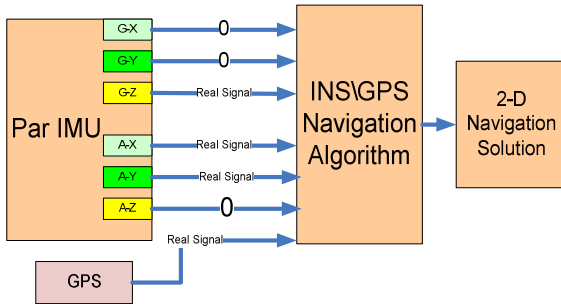 G-X
0
G-Y
0
G-Z
Real Signal
Par IMU
A-X
Real Signal
A-Y
Real Signal
A-Z
0
Real Signal
GPS
INS\GPS
Navigation
Algorithm
2-D
Navigation
Solution